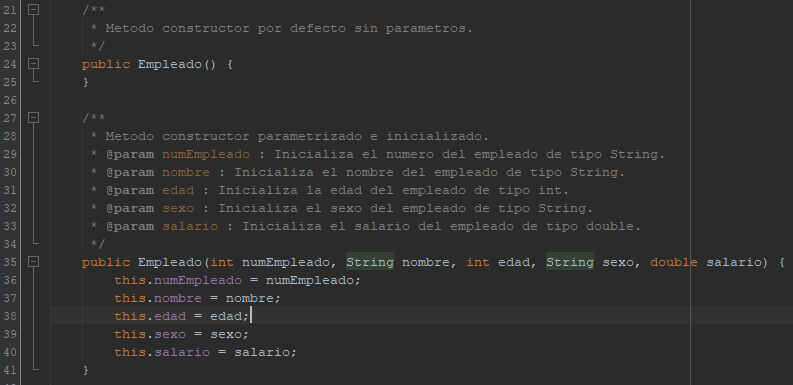 21 /**
22 * Metodo constructor por defecto sin parametros.
23 */
24 public Empleado() {
25 }
26
27 /**
28 * Metodo constructor parametrizado e inicializado.
29 * @param numEmpleado : Inicializa el numero del empleado de tipo String.
30 * @param nombre : Inicializa el nombre del empleado de tipo String.
31 * @param edad : Inicializa la edad del empleado de tipo int.
32 * @param sexo : Inicializa el sexo del empleado de tipo String.
33 * @param salario : Inicializa el salario del empleado de tipo double.
34 */
35 public Empleado(int numEmpleado, String nombre, int edad, String sexo, double salario) {
36 this.numEmpleado = numEmpleado;
37 this.nombre = nombre;
38 this.edad = edad;
39 this.sexo = sexo;
40 this.salario = salario;
41 }